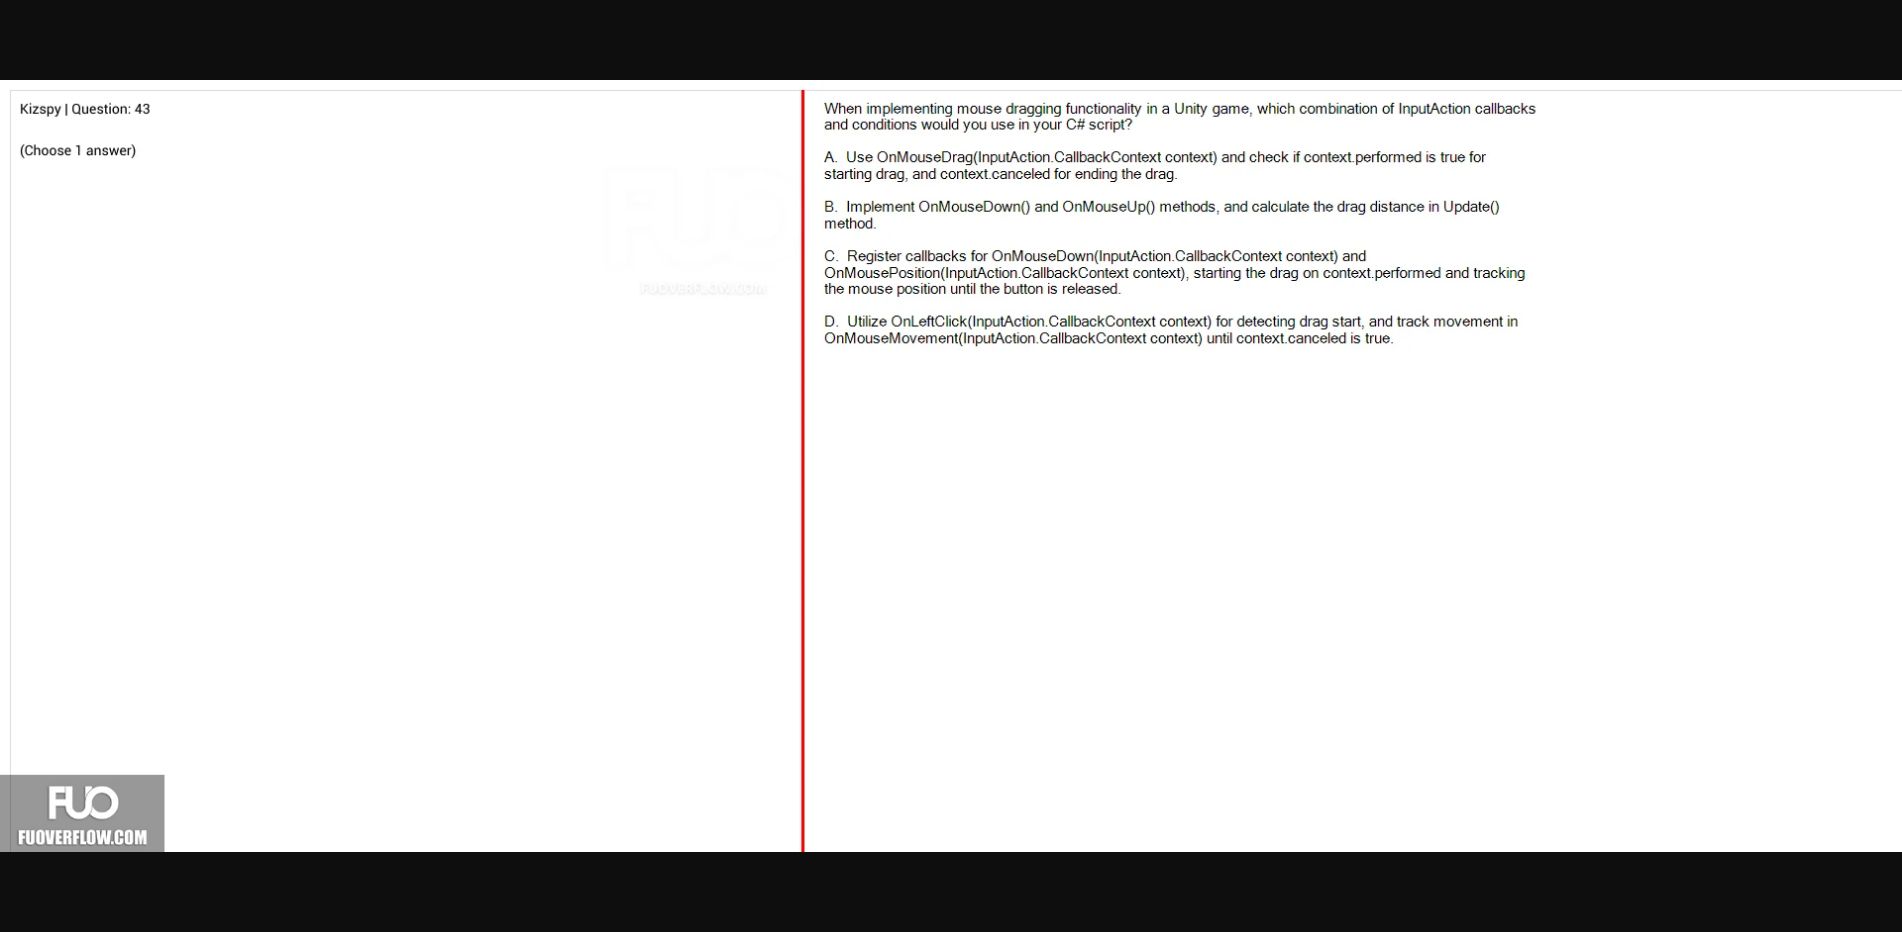 Kizspy | Question: 43
(Choose 1 answer)
FUO
FUOVERFLOW.COM
When implementing mouse dragging functionality in a Unity game, which combination of InputAction callbacks
and conditions would you use in your C# script?
A. Use OnMouseDrag(InputAction.CallbackContext context) and check if context.performed is true for
starting drag, and context.canceled for ending the drag.
B. Implement OnMouseDown() and OnMouseUp() methods, and calculate the drag distance in Update()
method.
C. Register callbacks for OnMouseDown(InputAction.CallbackContext context) and
OnMousePosition(InputAction.CallbackContext context), starting the drag on context.performed and tracking
the mouse position until the button is released.
D. Utilize OnLeftClick(InputAction.CallbackContext context) for detecting drag start, and track movement in
OnMouseMovement(InputAction.CallbackContext context) until context.canceled is true.
FUO
FUOVERFLOW.COM